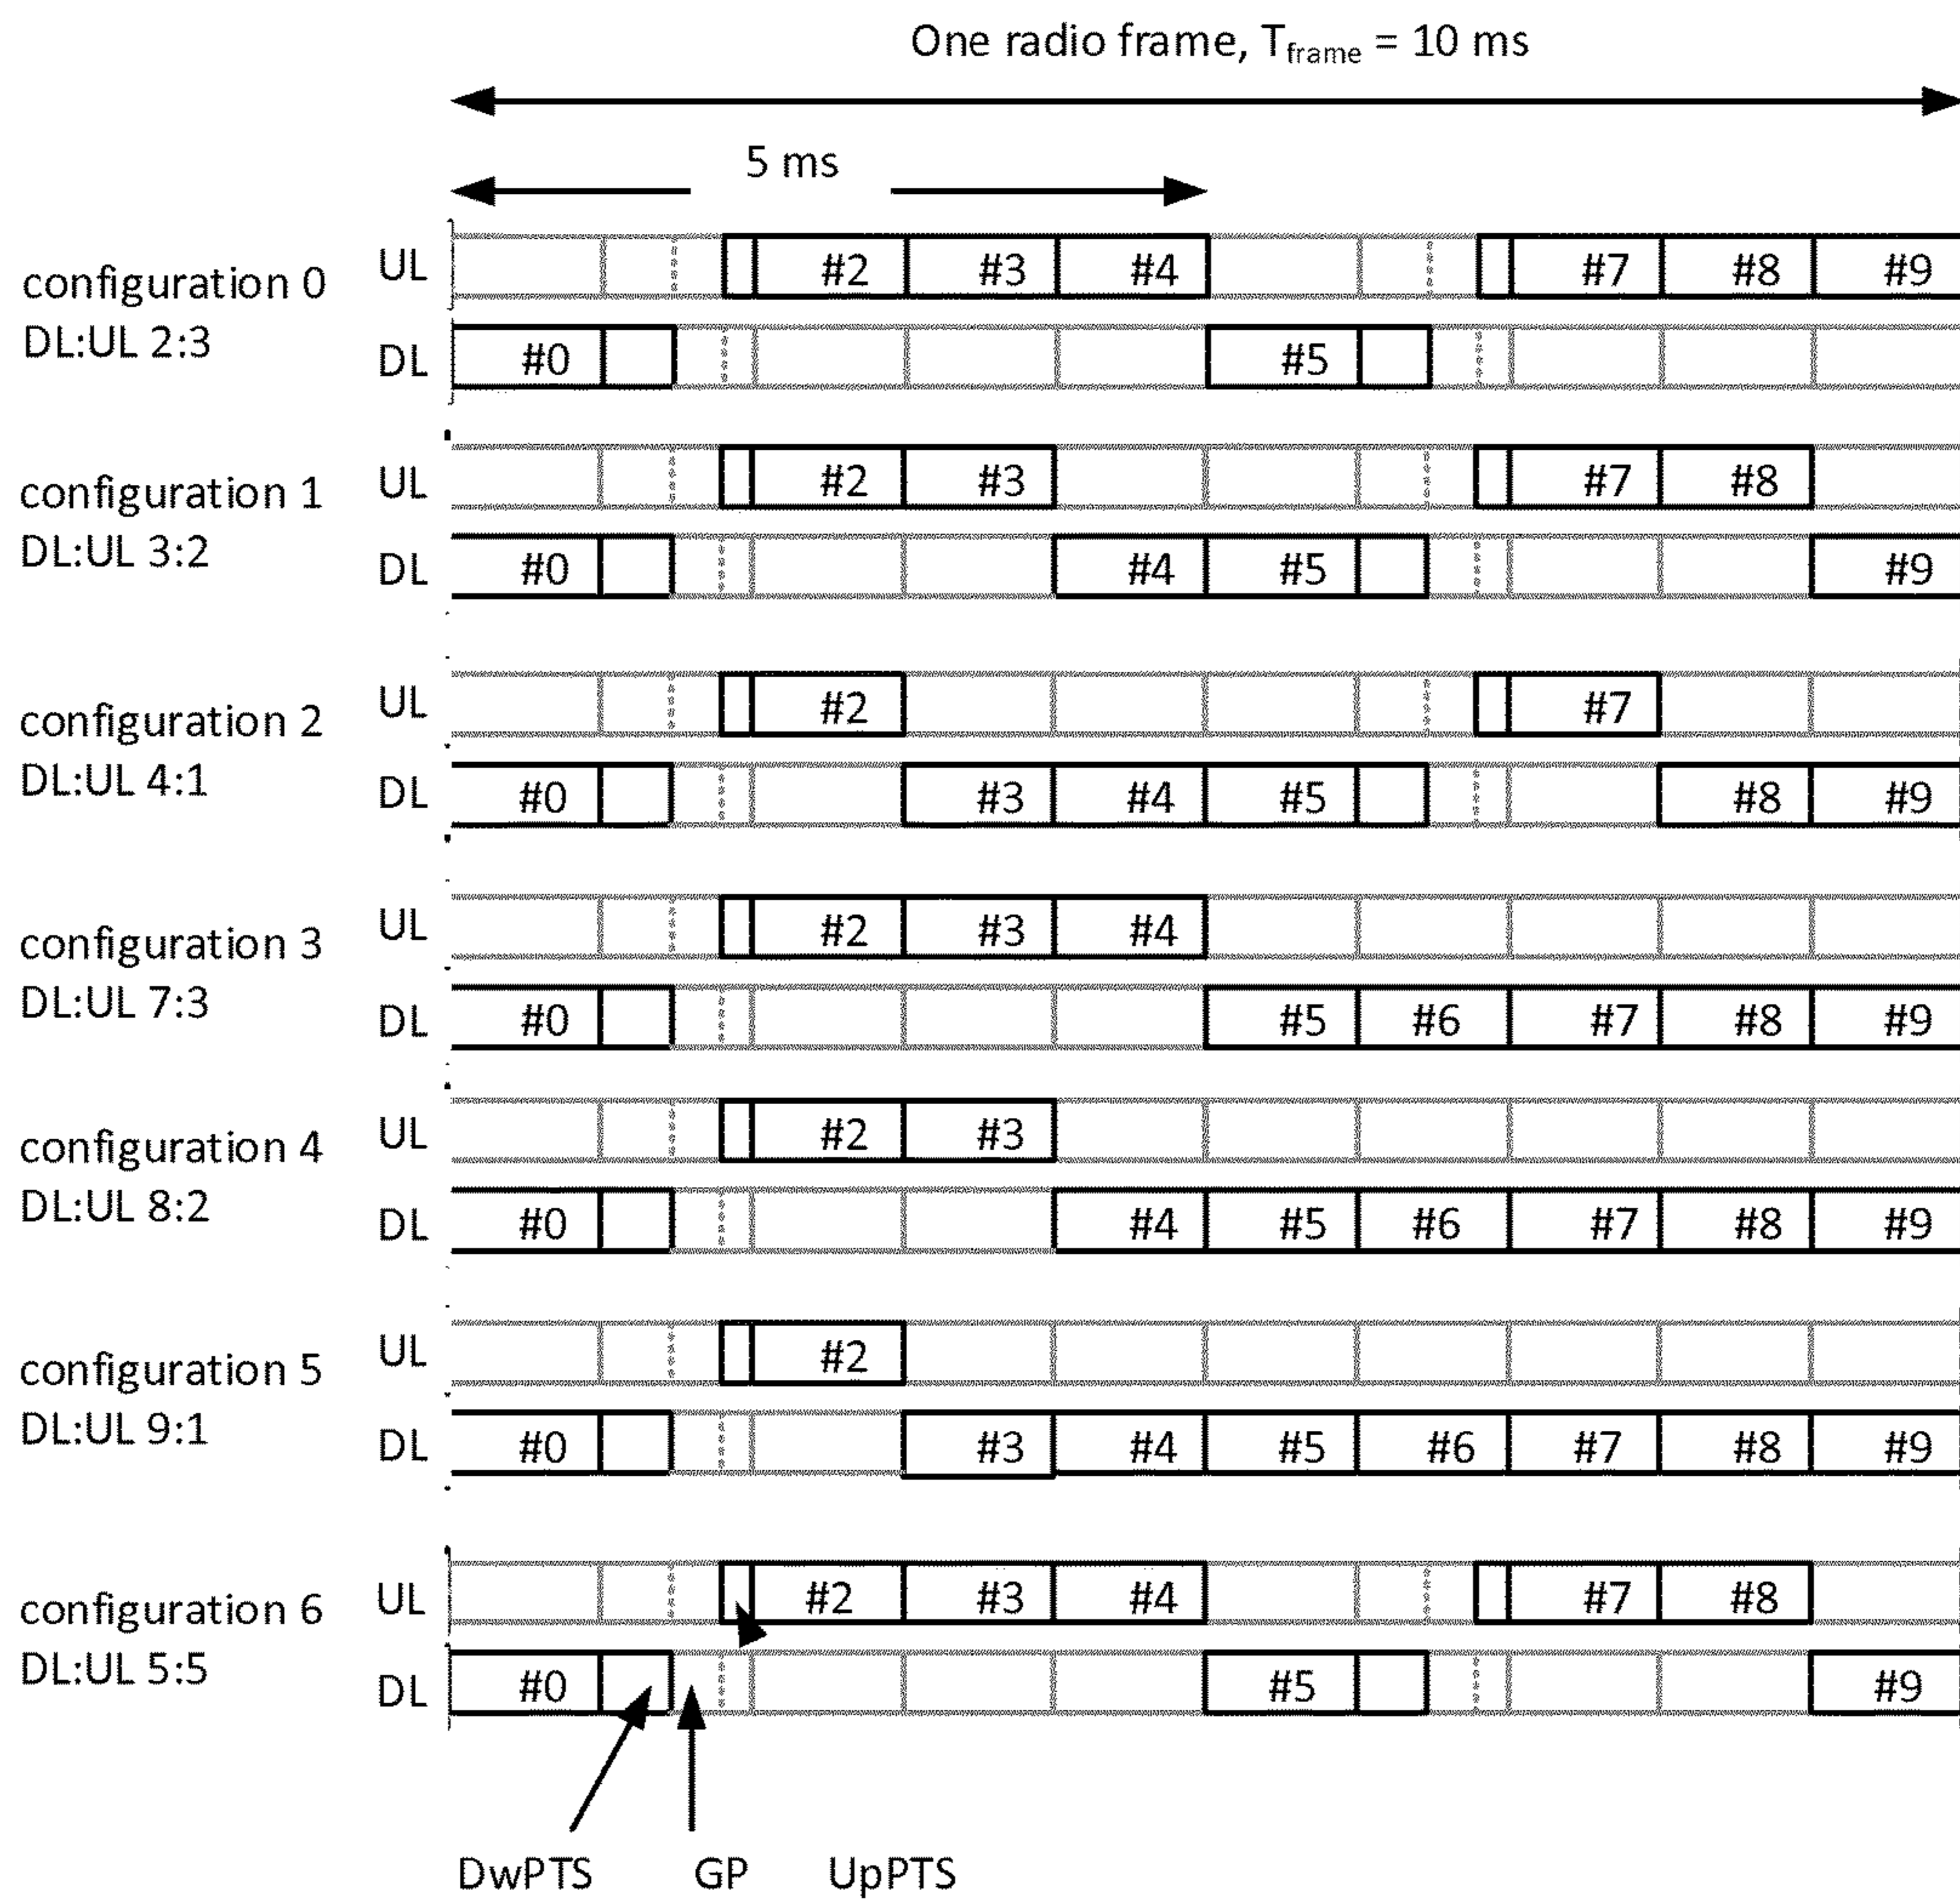 One radio frame, Tframe = 10 ms
5 ms
configuration 0
DL:UL 2:3
UL #2 #3 #4 #7 #8 #9
DL #0 #5
configuration 1
DL:UL 3:2
UL #2 #3 #7 #8
DL #0 #4 #5 #9
configuration 2
DL:UL 4:1
UL #2 #7
DL #0 #3 #4 #5 #8 #9
configuration 3
DL:UL 7:3
UL #2 #3 #4
DL #0 #5 #6 #7 #8 #9
configuration 4
DL:UL 8:2
UL #2 #3
DL #0 #4 #5 #6 #7 #8 #9
configuration 5
DL:UL 9:1
UL #2
DL #0 #3 #4 #5 #6 #7 #8 #9
configuration 6
DL:UL 5:5
UL #2 #3 #4 #7 #8
DL #0 #5 #9
DwPTS GP UpPTS